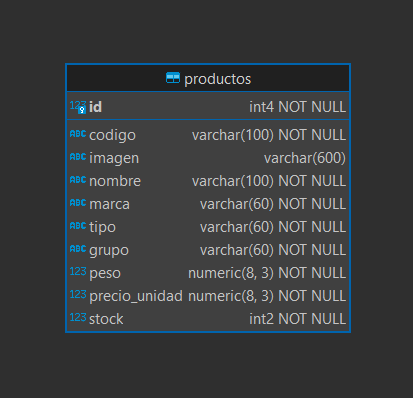 productos
123 id int4 NOT NULL
ABC codigo varchar(100) NOT NULL
ABC imagen varchar(600)
ABC nombre varchar(100) NOT NULL
ABC marca varchar(60) NOT NULL
ABC tipo varchar(60) NOT NULL
ABC grupo varchar(60) NOT NULL
123 peso numeric(8, 3) NOT NULL
123 precio_unidad numeric(8, 3) NOT NULL
123 stock int2 NOT NULL